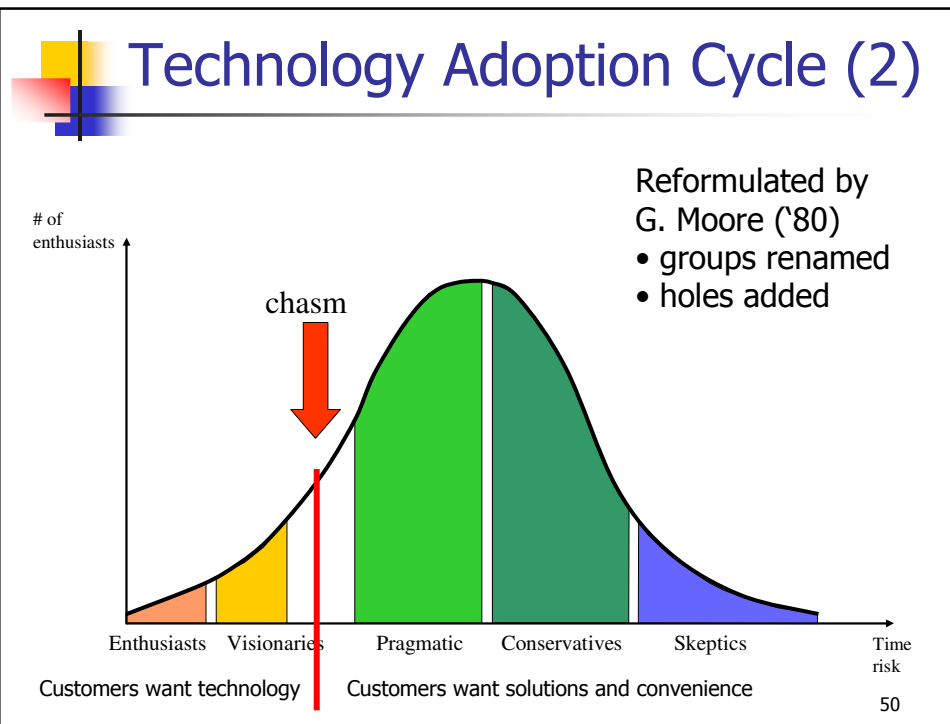 Technology Adoption Cycle (2)
Reformulated by
G. Moore (‘80)
• groups renamed
• holes added
# of
enthusiasts
chasm
Enthusiasts
Visionaries
Pragmatic
Conservatives
Skeptics
Time
risk
Customers want technology
Customers want solutions and convenience
50